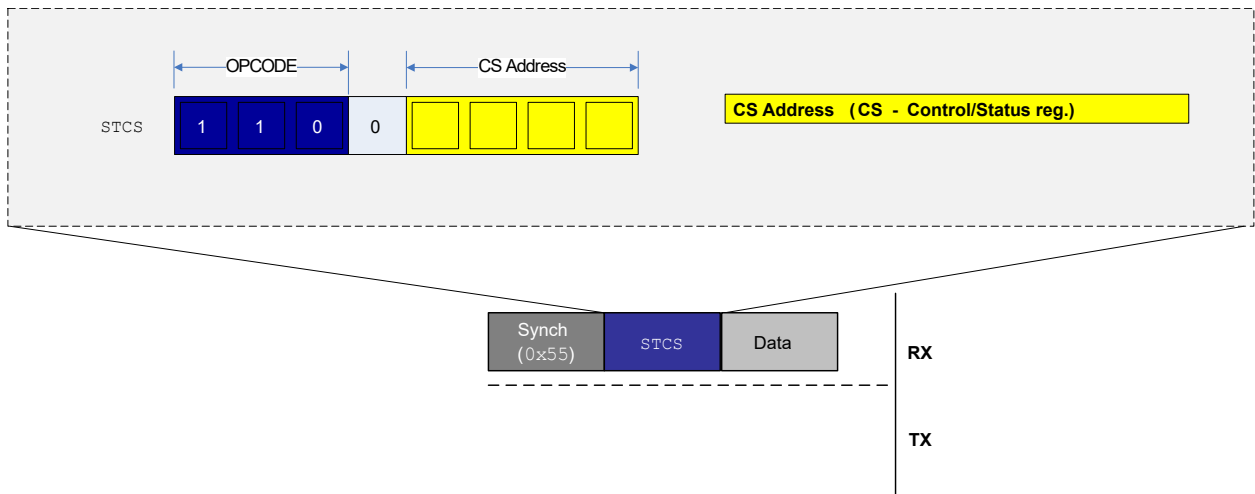 OPCODE
CS Address
STCS
1 1 0 0
CS Address (CS - Control/Status reg.)
Synch
(0x55)
STCS
Data
RX
TX